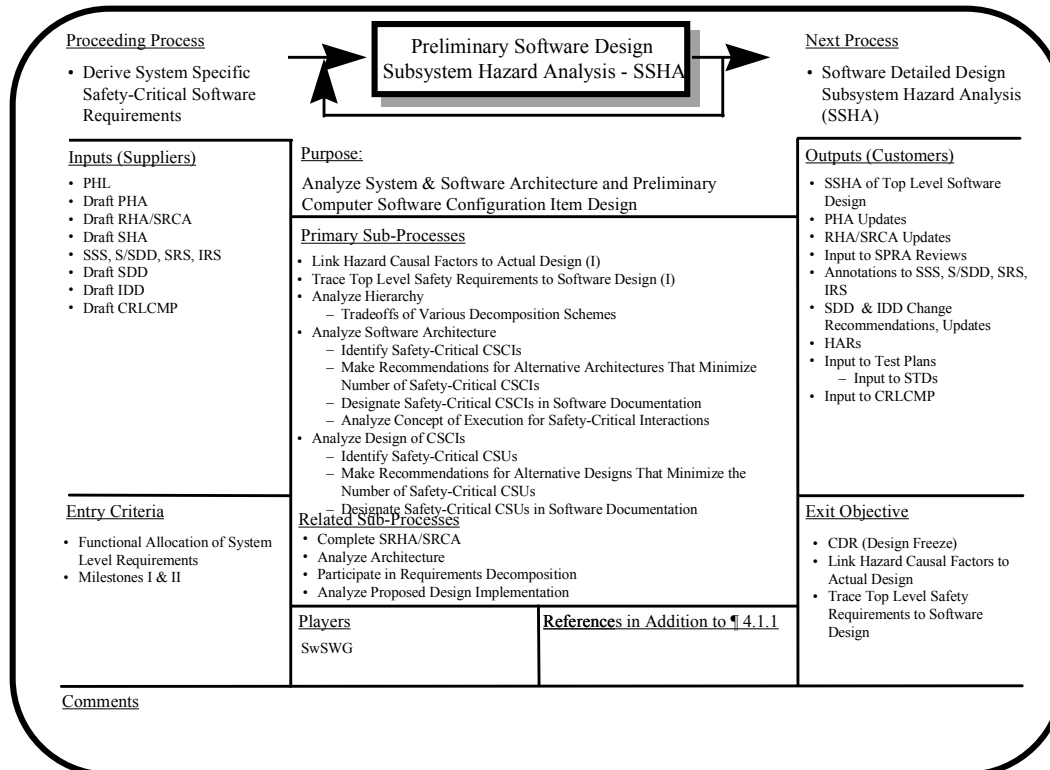 Proceeding Process
• Derive System Specific
Safety-Critical Software
Requirements
Preliminary Software Design
Subsystem Hazard Analysis - SSHA
Next Process
• Software Detailed Design
Subsystem Hazard Analysis
(SSHA)
Inputs (Suppliers)
• PHL
• Draft PHA
• Draft RHA/SRCA
• Draft SHA
• SSS, S/SDD, SRS, IRS
• Draft SDD
• Draft IDD
• Draft CRLCMP
Purpose:
Analyze System & Software Architecture and Preliminary
Computer Software Configuration Item Design
Primary Sub-Processes
• Link Hazard Causal Factors to Actual Design (I)
• Trace Top Level Safety Requirements to Software Design (I)
• Analyze Hierarchy
– Tradeoffs of Various Decomposition Schemes
• Analyze Software Architecture
– Identify Safety-Critical CSCIs
– Make Recommendations for Alternative Architectures That Minimize
Number of Safety-Critical CSCIs
– Designate Safety-Critical CSCIs in Software Documentation
– Analyze Concept of Execution for Safety-Critical Interactions
• Analyze Design of CSCIs
– Identify Safety-Critical CSUs
– Make Recommendations for Alternative Designs That Minimize the
Number of Safety-Critical CSUs
– Designate Safety-Critical CSUs in Software Documentation
Related Sub-Processes
• Complete SRHA/SRCA
• Analyze Architecture
• Participate in Requirements Decomposition
• Analyze Proposed Design Implementation
Outputs (Customers)
• SSHA of Top Level Software
Design
• PHA Updates
• RHA/SRCA Updates
• Input to SPRA Reviews
• Annotations to SSS, S/SDD, SRS,
IRS
• SDD & IDD Change
Recommendations, Updates
• HARs
• Input to Test Plans
– Input to STDs
• Input to CRLCMP
Entry Criteria
• Functional Allocation of System
Level Requirements
• Milestones I & II
Exit Objective
• CDR (Design Freeze)
• Link Hazard Causal Factors to
Actual Design
• Trace Top Level Safety
Requirements to Software
Design
Players
SwSWG
References in Addition to ¶ 4.1.1
Comments